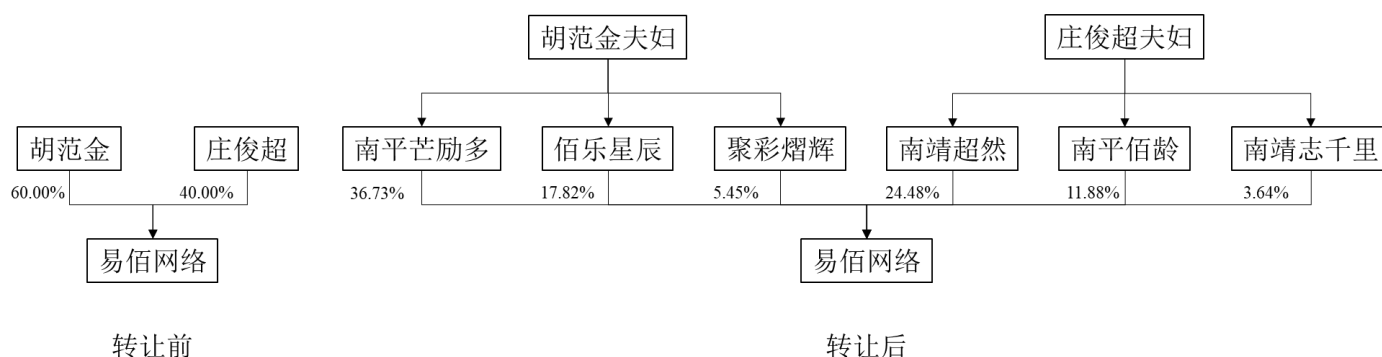 胡范金夫妇 庄俊超夫妇
胡范金 庄俊超 南平芒励多 佰乐星辰 聚彩熠辉 南靖超然 南平佰龄 南靖志千里
60.00% 40.00% 36.73% 17.82% 5.45% 24.48% 11.88% 3.64%
易佰网络 易佰网络
转让前 转让后